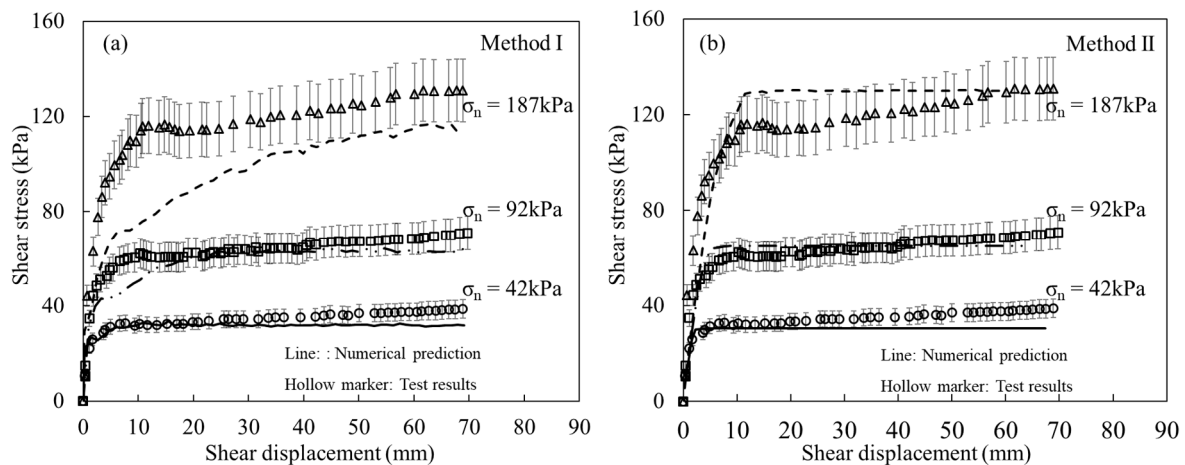 (a)
Method I
160
120
80
40
0
Shear stress (kPa)
σn = 187kPa
σn = 92kPa
σn = 42kPa
Line: : Numerical prediction
Hollow marker: Test results
0 10 20 30 40 50 60 70 80 90
Shear displacement (mm)
(b)
Method II
160
120
80
40
0
Shear stress (kPa)
σn = 187kPa
σn = 92kPa
σn = 42kPa
Line: Numerical prediction
Hollow marker: Test results
0 10 20 30 40 50 60 70 80 90
Shear displacement (mm)